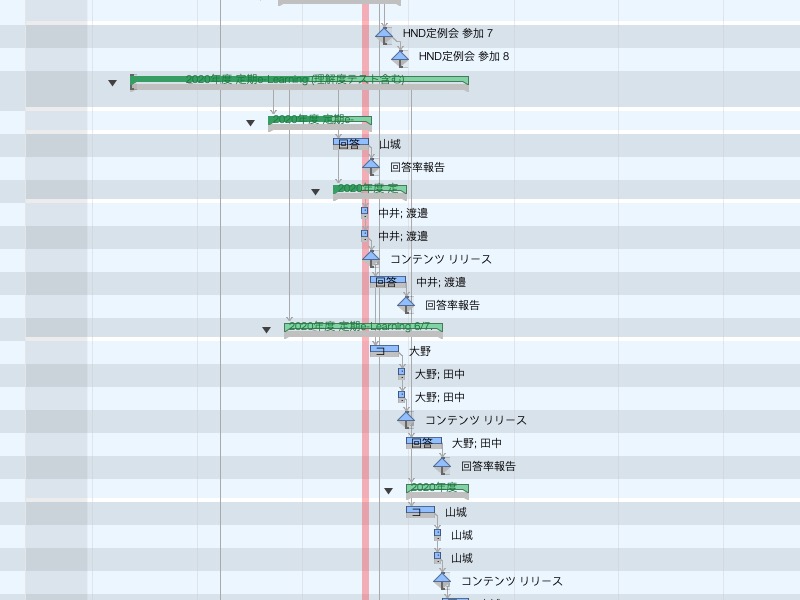 HND定例会 参加 7
HND定例会 参加 8
2020年度 定期e-Learning (理解度テスト含む)
2020年度 定期e-
回答 山城
回答率報告
2020年度 定
中井; 渡邉
中井; 渡邉
コンテンツ リリース
回答 中井; 渡邉
回答率報告
2020年度 定期e-Learning 6/7
コ 大野
大野; 田中
大野; 田中
コンテンツ リリース
回答 大野; 田中
回答率報告
2020年度
コ 山城
山城
山城
コンテンツ リリース